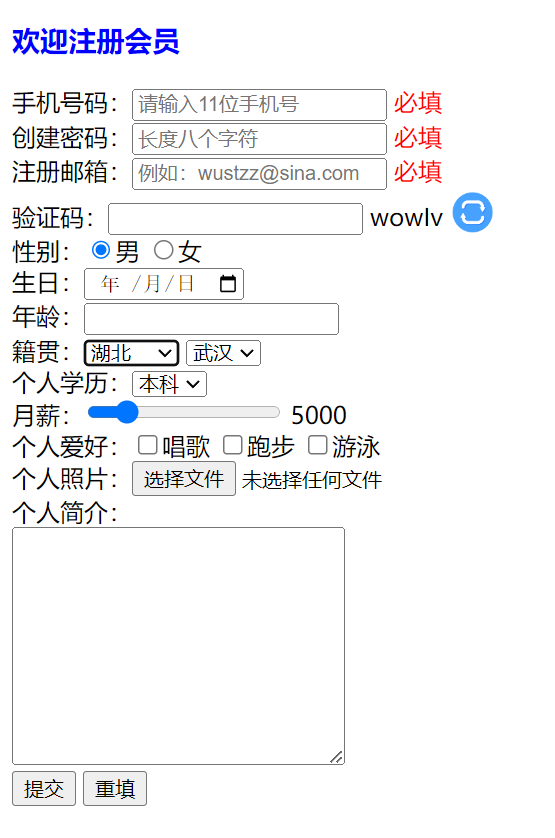 欢迎注册会员
手机号码：请输入11位手机号 必填
创建密码：长度八个字符 必填
注册邮箱：例如：wustzz@sina.com 必填
验证码： wowlv
性别：男 女
生日：年 /月/日
年龄：
籍贯：湖北 武汉
个人学历：本科
月薪： 5000
个人爱好：唱歌 跑步 游泳
个人照片：选择文件 未选择任何文件
个人简介：
提交 重填